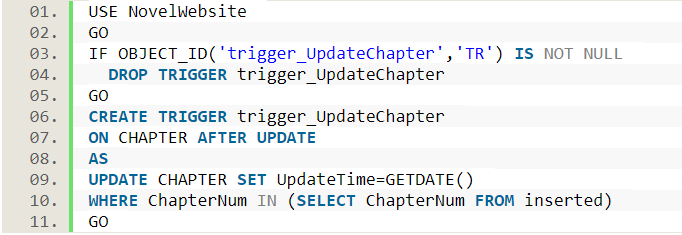 01. USE NovelWebsite
02. GO
03. IF OBJECT_ID('trigger_UpdateChapter','TR') IS NOT NULL
04.   DROP TRIGGER trigger_UpdateChapter
05. GO
06. CREATE TRIGGER trigger_UpdateChapter
07. ON CHAPTER AFTER UPDATE
08. AS
09. UPDATE CHAPTER SET UpdateTime=GETDATE()
10. WHERE ChapterNum IN (SELECT ChapterNum FROM inserted)
11. GO